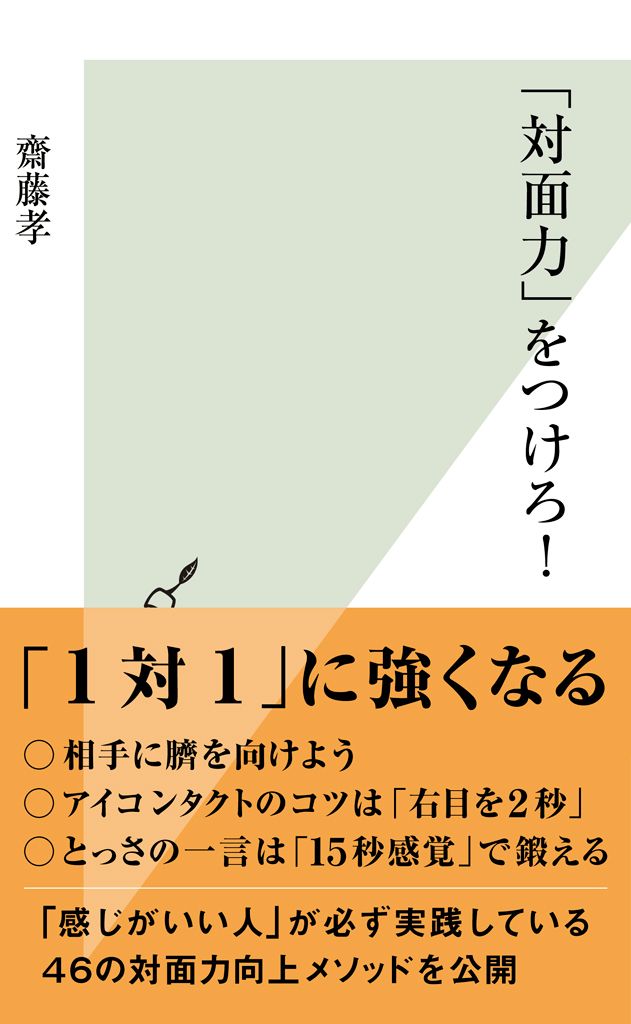 「対面力」をつけろ！
齋藤孝
「１対１」に強くなる
○相手に臍を向けよう
○アイコンタクトのコツは「右目を２秒」
○とっさの一言は「15秒感覚」で鍛える
「感じがいい人」が必ず実践している
46の対面力向上メソッドを公開